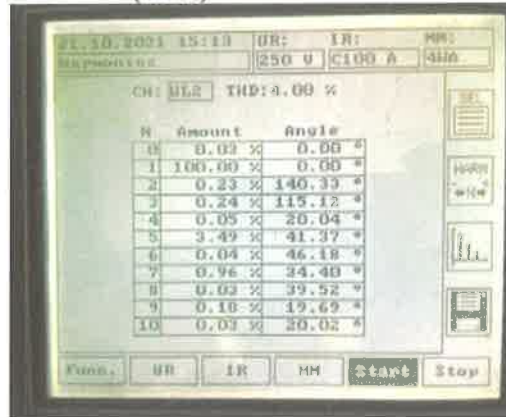 21.10.2021 15:13 UR: IR: MM:
Harmonics 250 V C100 A 4WA
CH: UL2 THD:4.00 %
SEL
N Amount Angle
0 0.03 % 0.00 °
1 100.00 % 0.00 °
2 0.23 % 140.33 °
3 0.24 % 115.12 °
4 0.05 % 20.04 °
5 3.49 % 41.37 °
6 0.04 % 46.18 °
7 0.96 % 34.40 °
8 0.03 % 39.52 °
9 0.18 % 19.69 °
10 0.03 % 20.02 °
HARM
Func. UR IR MM Start Stop